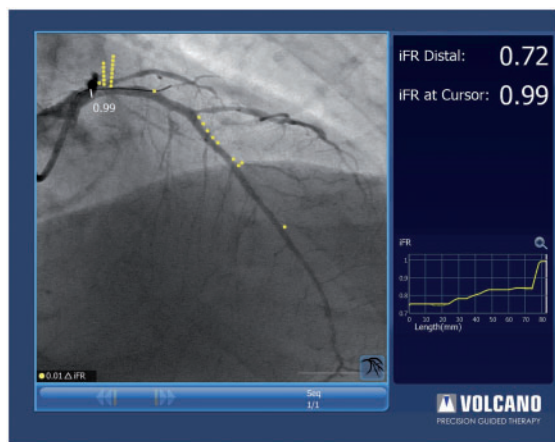 iFR Distal: 0.72
iFR at Cursor: 0.99
0.99
iFR
1
0.9
0.8
0.7
0 10 20 30 40 50 60 70 80
Length(mm)
0.01 △ iFR
Seq
1/1
VOLCANO
PRECISION GUIDED THERAPY